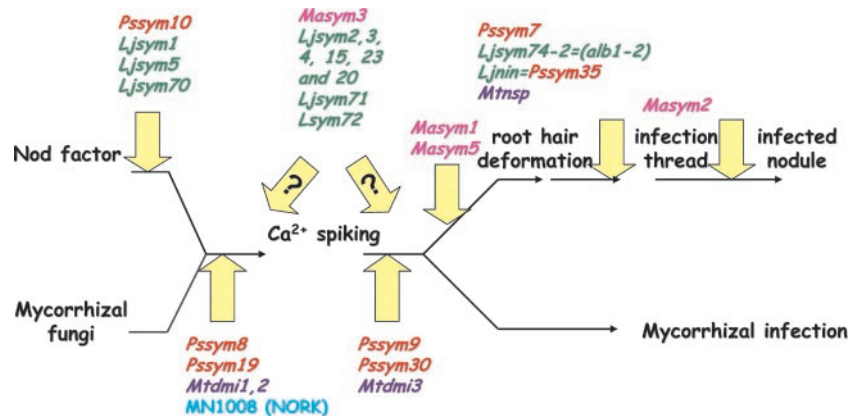 Pssym10
Ljsym1
Ljsym5
Ljsym70
Masym3
Ljsym2,3,
4, 15, 23
and 20
Ljsym71
Lsym72
Pssym7
Ljsym74-2=(alb1-2)
Ljnin=Pssym35
Mtnsp
Masym2
Masym1
Masym5
Nod factor
root hair
deformation
infection
thread
infected
nodule
?
?
Ca²⁺ spiking
Mycorrhizal
fungi
Mycorrhizal infection
Pssym8
Pssym19
Mtdmi1,2
MN1008 (NORK)
Pssym9
Pssym30
Mtdmi3